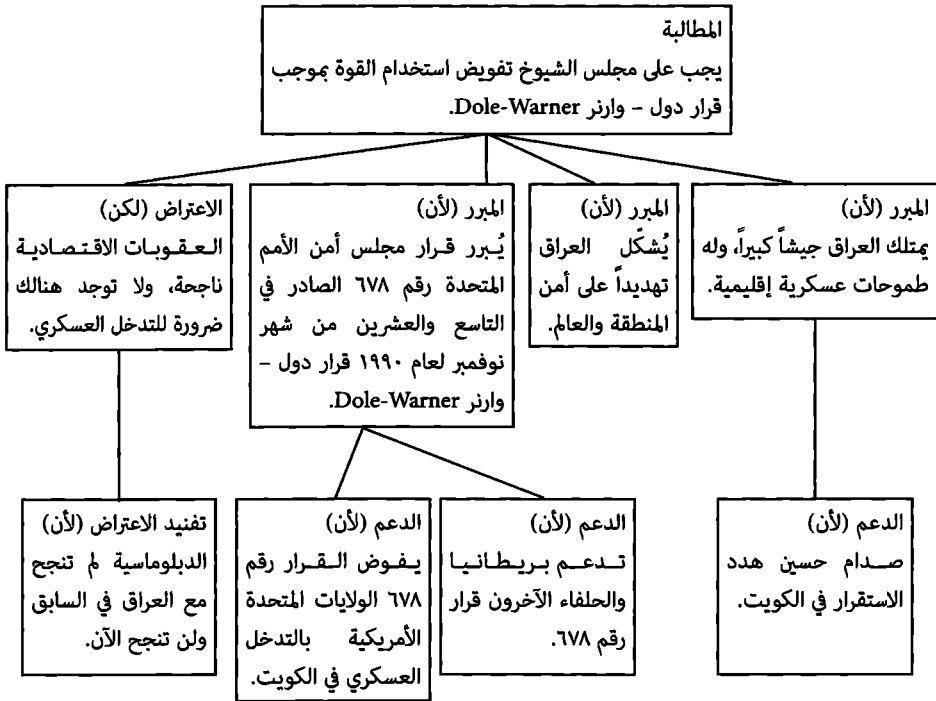 المطالبة
يجب على مجلس الشيوخ تفويض استخدام القوة بموجب
قرار دول – وارنر Dole-Warner.
المبرر (لأن)
يمتلك العراق جيشاً كبيراً، وله
طموحات عسكرية إقليمية.
المبرر (لأن)
يُشكّل العراق
تهديداً على أمن
المنطقة والعالم.
المبرر (لأن)
يُبرر قرار مجلس أمن الأمم
المتحدة رقم ٦٧٨ الصادر في
التاسع والعشرين من شهر
نوفمبر لعام ١٩٩٠ قرار دول –
وارنر Dole-Warner.
الاعتراض (لكن)
العقوبات الاقتصادية
ناجحة، ولا توجد هنالك
ضرورة للتدخل العسكري.
الدعم (لأن)
صدام حسين هدد
الاستقرار في الكويت.
الدعم (لأن)
تدعم بريطانيا
والحلفاء الآخرون قرار
رقم ٦٧٨.
الدعم (لأن)
يفوض القرار رقم
٦٧٨ الولايات المتحدة
الأمريكية بالتدخل
العسكري في الكويت.
تفنيد الاعتراض (لأن)
الدبلوماسية لم تنجح
مع العراق في السابق
ولن تنجح الآن.